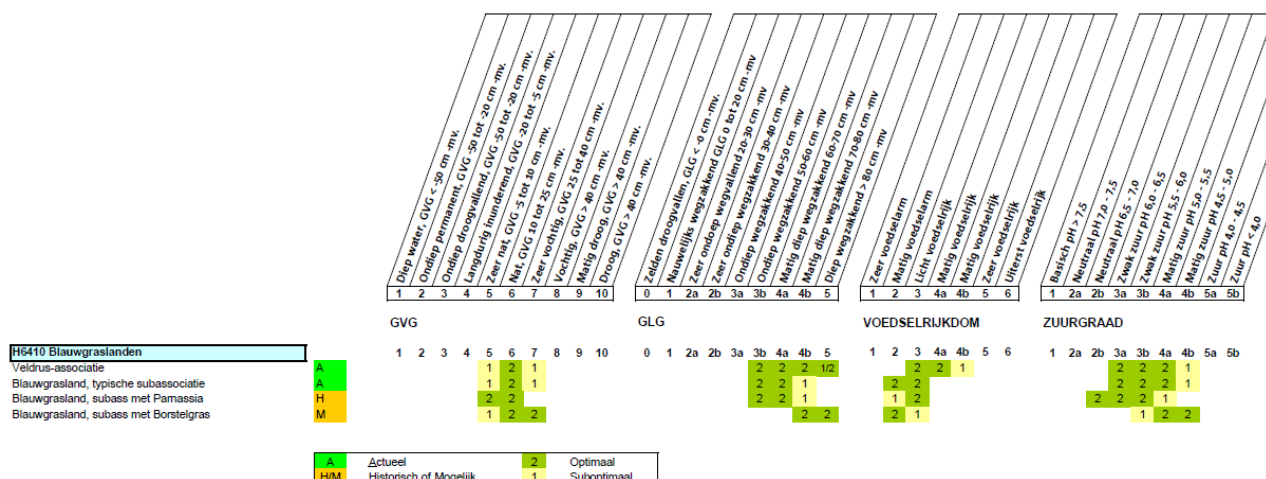 Diep water, GVG < -50 cm -mv.
Ondiep permanent, GVG -50 tot -20 cm -mv.
Ondiep droogvallend, GVG -50 tot -20 cm -mv.
Langdurig inunderend, GVG -20 tot -5 cm -mv.
Zeer nat, GVG -5 tot 10 cm -mv.
Nat, GVG 10 tot 25 cm -mv.
Zeer vochtig, GVG 25 tot 40 cm -mv.
Vochtig, GVG > 40 cm -mv.
Matig droog, GVG > 40 cm -mv.
Droog, GVG > 40 cm -mv.
Zelden droogvallen, GLG < -0 cm -mv.
Nauwelijks wegzakkend GLG 0 tot 20 cm -mv
Zeer ondoep wegvallend 20-30 cm -mv
Zeer ondiep wegzakkend 30-40 cm -mv
Ondiep wegzakkend 40-50 cm -mv
Ondiep wegzakkend 50-60 cm -mv
Matig diep wegzakkend 60-70 cm -mv
Matig diep wegzakkend 70-80 cm -mv
Diep wegzakkend > 80 cm -mv
Zeer voedselarm
Matig voedselarm
Licht voedselrijk
Matig voedselrijk
Matig voedselrijk
Zeer voedselrijk
Uiterst voedselrijk
Basisch pH > 7,5
Neutraal pH 7,0 - 7,5
Neutraal pH 6,5 - 7,0
Zwak zuur pH 6,0 - 6,5
Zwak zuur pH 5,5 - 6,0
Matig zuur pH 5,0 - 5,5
Matig zuur pH 4,5 - 5,0
Zuur pH 4,0 - 4,5
Zuur pH < 4,0
1 2 3 4 5 6 7 8 9 10 0 1 2a 2b 3a 3b 4a 4b 5 1 2 3 4a 4b 5 6 1 2a 2b 3a 3b 4a 4b 5a 5b
GVG GLG VOEDSELRIJKDOM ZUURGRAAD
H6410 Blauwgraslanden 1 2 3 4 5 6 7 8 9 10 0 1 2a 2b 3a 3b 4a 4b 5 1 2 3 4a 4b 5 6 1 2a 2b 3a 3b 4a 4b 5a 5b
Veldrus-associatie A 1 2 1 2 2 2 1/2 2 2 1 2 2 2 1
Blauwgrasland, typische subassociatie A 1 2 1 2 2 1 2 2 2 2 2 1
Blauwgrasland, subass met Parnassia H 2 2 2 2 1 1 2 2 2 2 1
Blauwgrasland, subass met Borstelgras M 1 2 2 2 2 2 1 1 2 2
A Actueel 2 Optimaal
H/M Historisch of Mogelijk 1 Suboptimaal